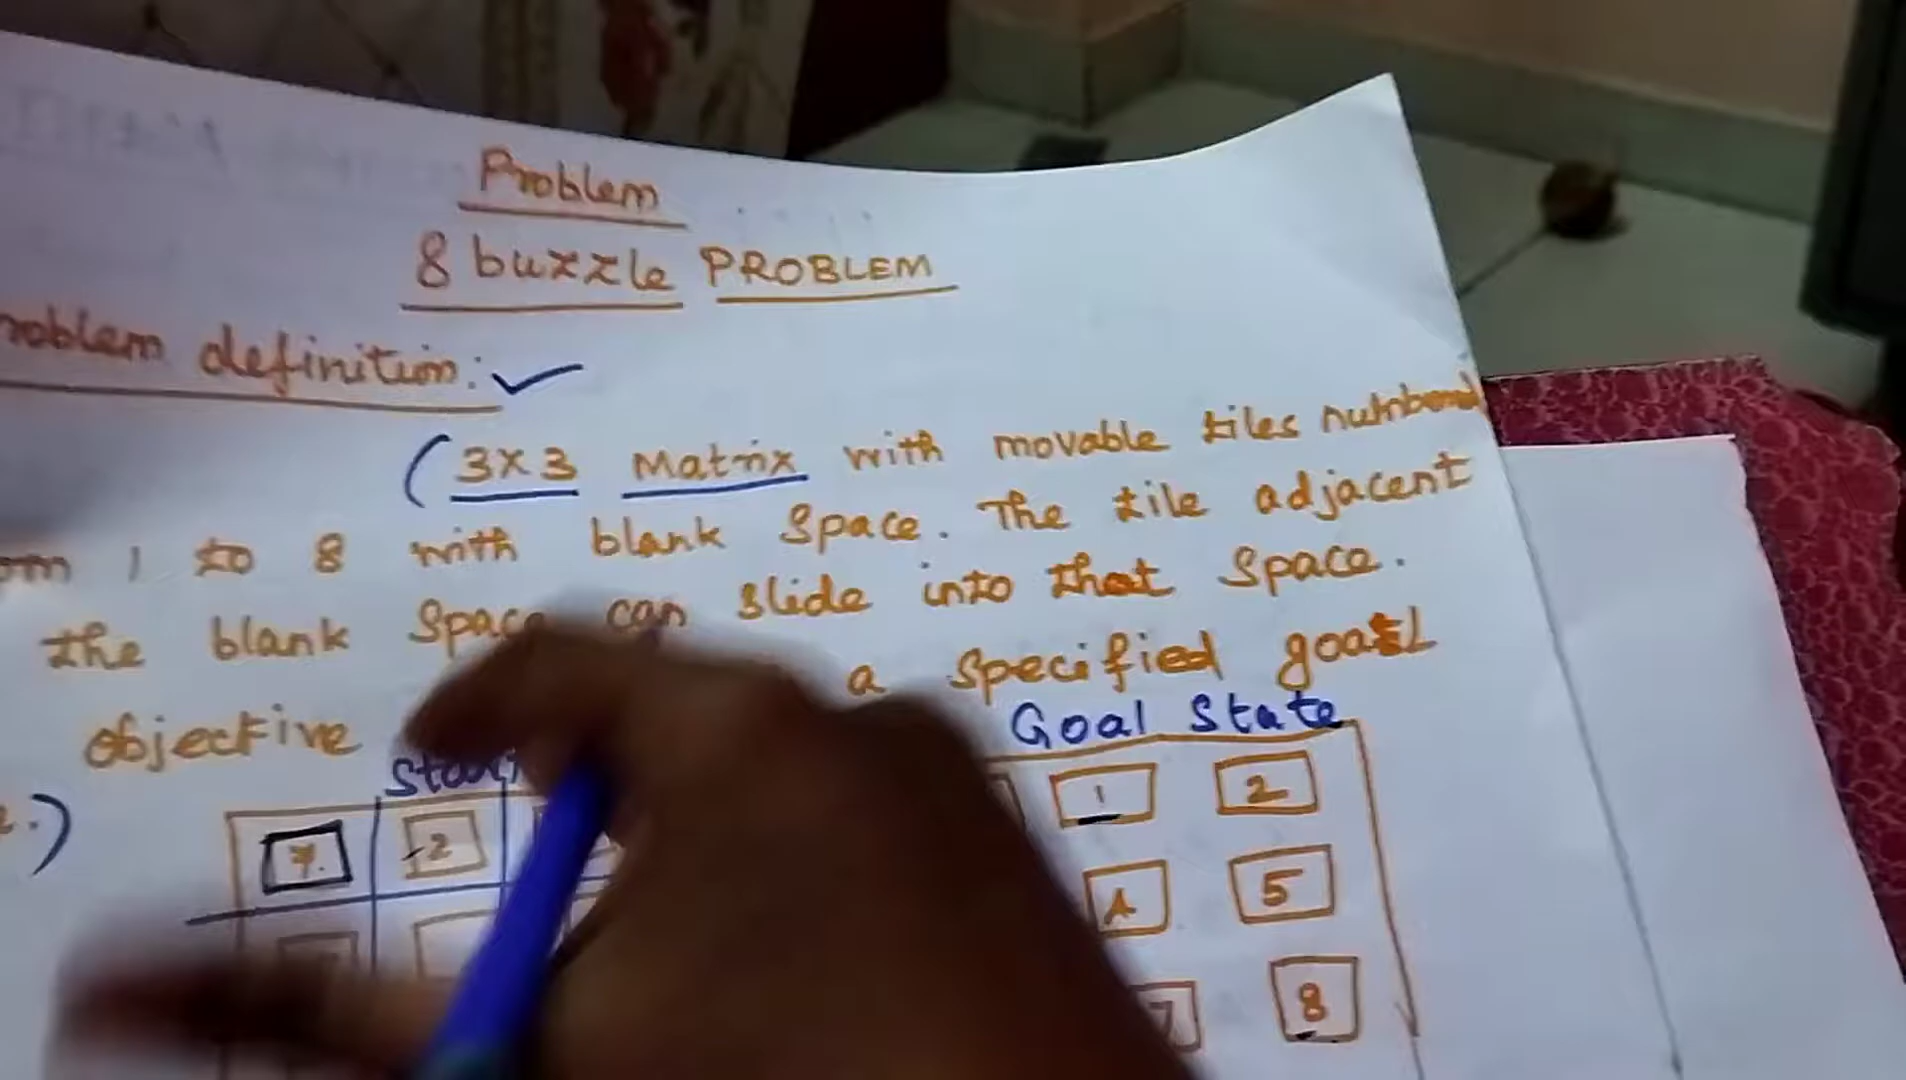 Problem
8 buzzle PROBLEM
roblem definition:
(3x3 Matrix with movable tiles numbered
om 1 to 8 with blank Space. The tile adjacent
the blank Space can slide into that Space.
objective a specified goal
Goal State
.)
7 2
1 2
4 5
7 8